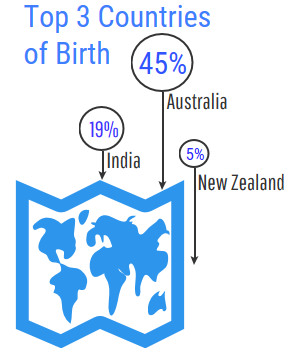 Top 3 Countries
of Birth
45%
Australia
19%
India
5%
New Zealand